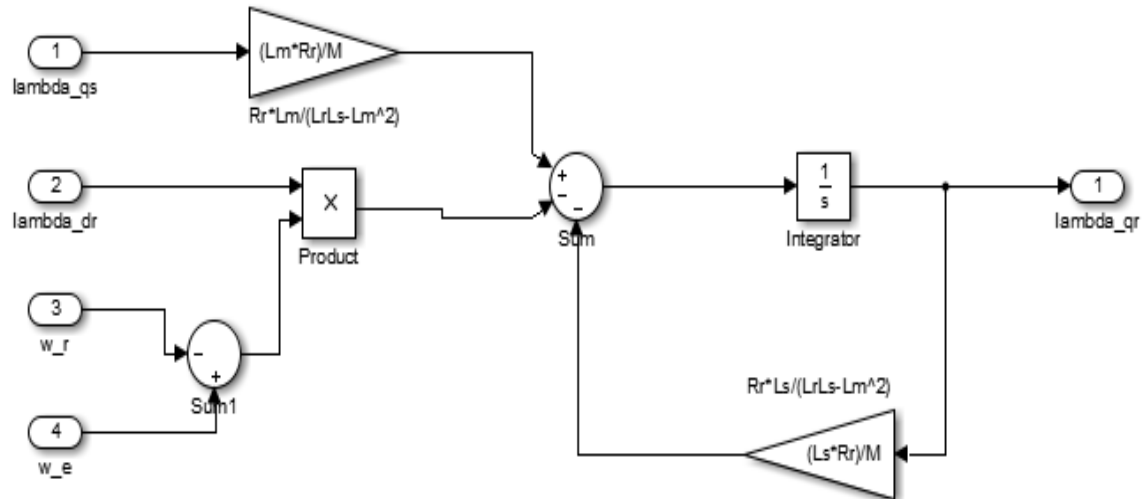 1
lambda_qs
(Lm*Rr)/M
Rr*Lm/(LrLs-Lm^2)
2
lambda_dr
×
Product
+
−
−
Sum
1
s
Integrator
1
lambda_qr
3
w_r
−
+
Sum1
4
w_e
Rr*Ls/(LrLs-Lm^2)
(Ls*Rr)/M